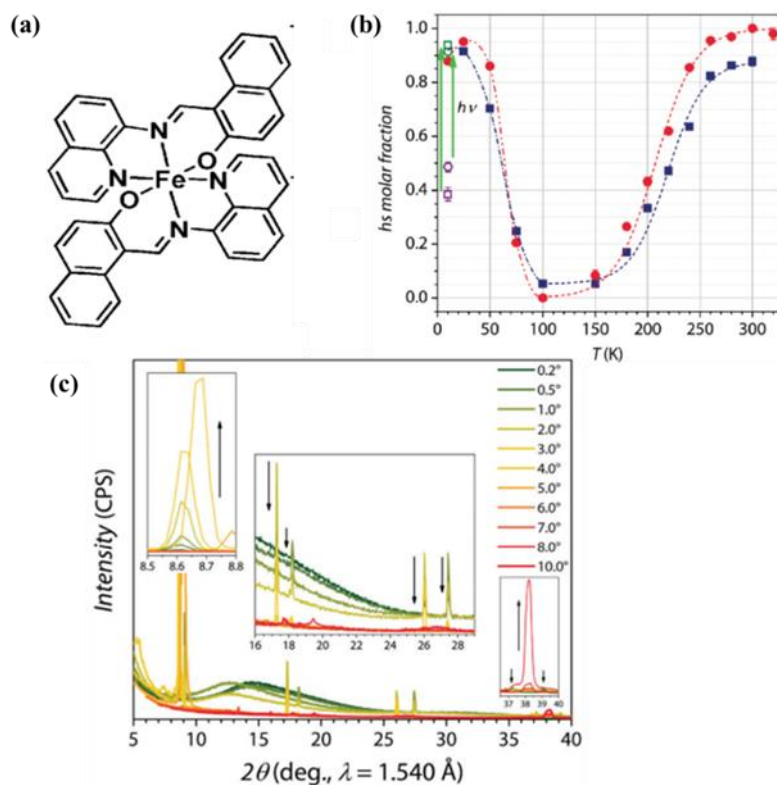 (a)
N
N
O
Fe
O
N
N
(b)
hs molar fraction
1.0
0.8
0.6
0.4
0.2
0.0
hν
0 50 100 150 200 250 300
T (K)
(c)
Intensity (CPS)
8.5 8.6 8.7 8.8
16 18 20 22 24 26 28
37 38 39 40
0.2°
0.5°
1.0°
2.0°
3.0°
4.0°
5.0°
6.0°
7.0°
8.0°
10.0°
5 10 15 20 25 30 35 40
2θ (deg., λ = 1.540 Å)